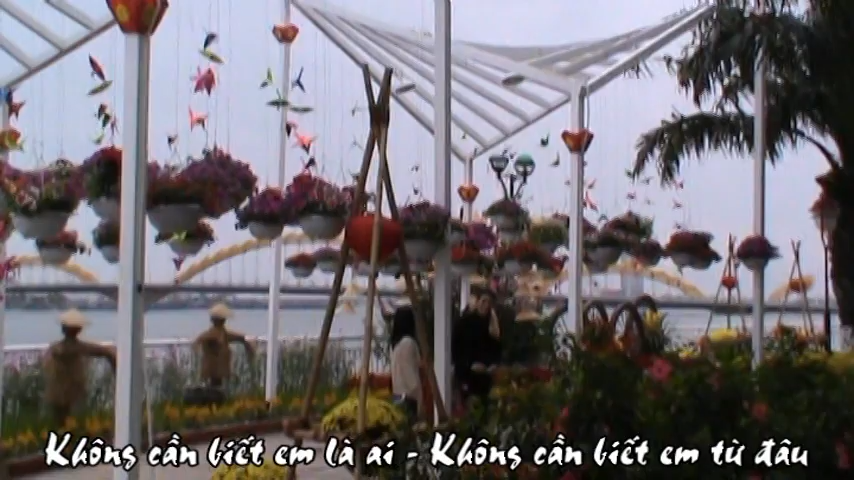 Không cần biết em là ai - Không cần biết em từ đâu